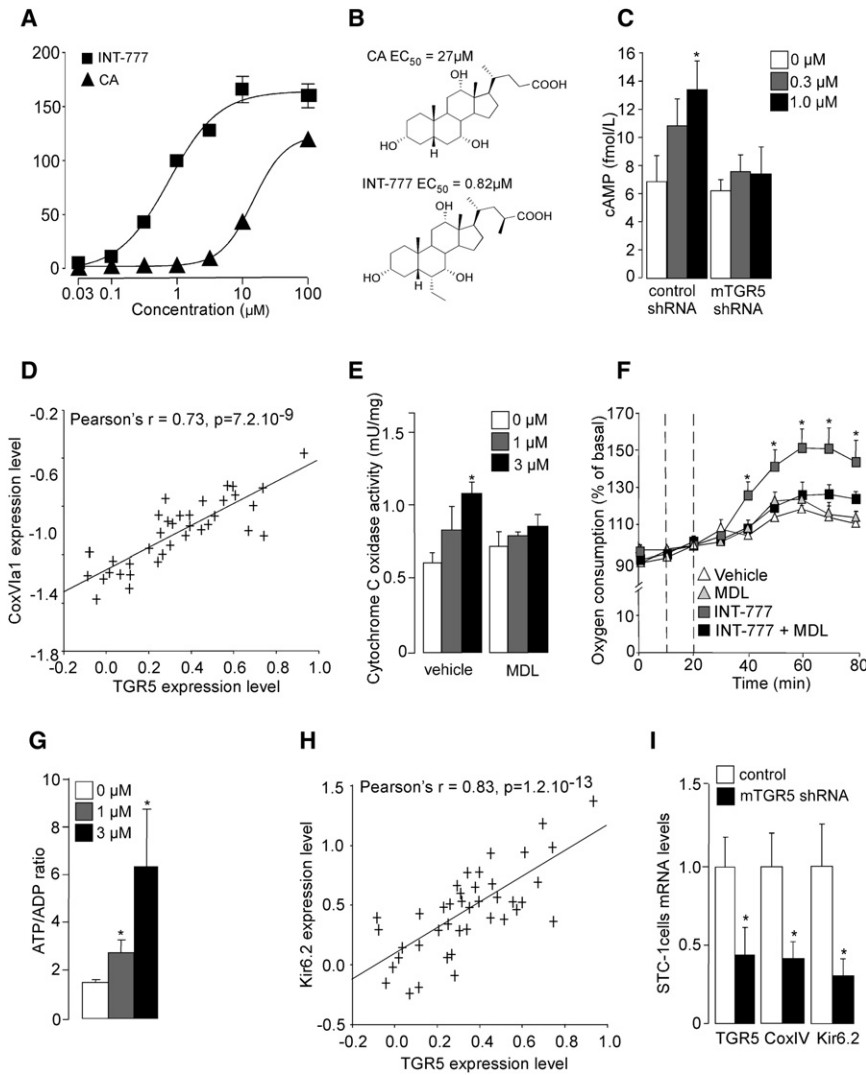 A
INT-777
CA
200
150
100
50
0
0.03 0.1 1 10 100
Concentration (μM)
B
CA EC50 = 27μM
OH
COOH
HO
H
OH
INT-777 EC50 = 0.82μM
OH
COOH
HO
H
OH
C
0 μM
0.3 μM
1.0 μM
cAMP (fmol/L)
16
14
12
10
8
6
4
2
0
*
control shRNA
mTGR5 shRNA
D
Pearson's r = 0.73, p=7.2.10-9
CoxVIa1 expression level
-0.2
-0.6
-1.0
-1.4
-1.8
-0.2 0.0 0.2 0.4 0.6 0.8 1.0
TGR5 expression level
E
0 μM
1 μM
3 μM
Cytochrome C oxidase activity (mU/mg)
1.5
1.0
0.5
0
*
vehicle MDL
F
Oxygen consumption (% of basal)
170
150
130
110
90
10
0
* * * * *
Vehicle
MDL
INT-777
INT-777 + MDL
0 20 40 60 80
Time (min)
G
0 μM
1 μM
3 μM
ATP/ADP ratio
10
8
6
4
2
0
* *
H
Pearson's r = 0.83, p=1.2.10-13
Kir6.2 expression level
1.5
1.0
0.5
0.0
-0.5
-0.2 0.0 0.2 0.4 0.6 0.8 1.0
TGR5 expression level
I
control
mTGR5 shRNA
STC-1cells mRNA levels
1.5
1.0
0.5
0
* * *
TGR5 CoxIV Kir6.2